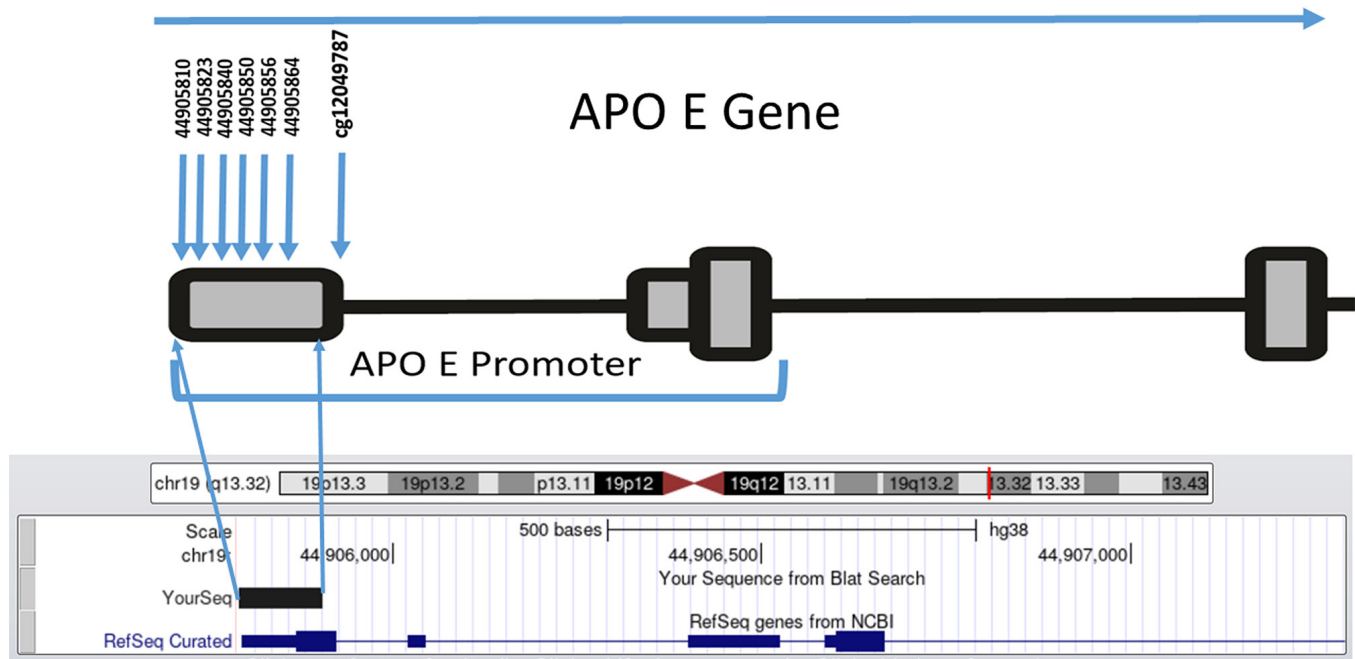 44905810
44905823
44905840
44905850
44905856
44905864
cg12049787
APO E Gene
APO E Promoter
chr19 (q13.32) 19p13.3 19p13.2 p13.11 19p12 19q12 13.11 19q13.2 13.32 13.33 13.43
Scale 500 bases hg38
chr19: 44,906,000 44,906,500 44,907,000
Your Sequence from Blat Search
YourSeq
RefSeq genes from NCBI
RefSeq Curated